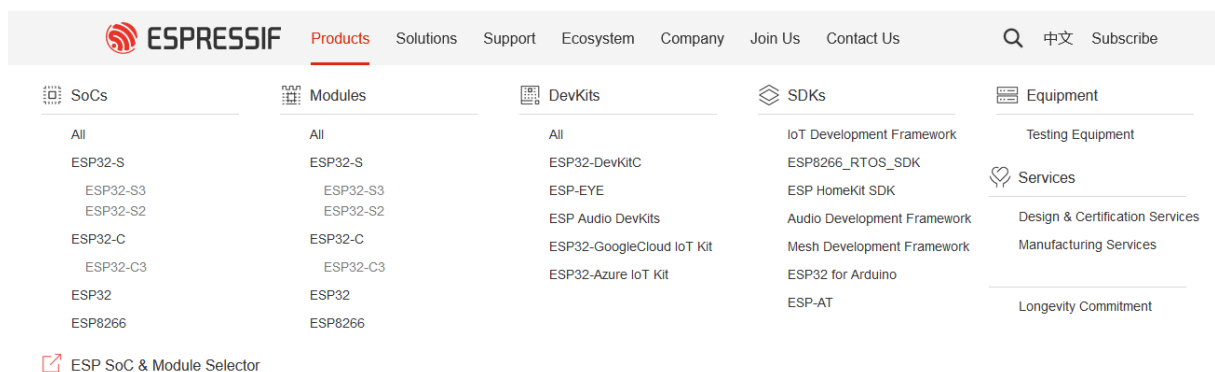 ESPRESSIF Products Solutions Support Ecosystem Company Join Us Contact Us 中文 Subscribe
SoCs
All
ESP32-S
ESP32-S3
ESP32-S2
ESP32-C
ESP32-C3
ESP32
ESP8266
ESP SoC & Module Selector
Modules
All
ESP32-S
ESP32-S3
ESP32-S2
ESP32-C
ESP32-C3
ESP32
ESP8266
DevKits
All
ESP32-DevKitC
ESP-EYE
ESP Audio DevKits
ESP32-GoogleCloud IoT Kit
ESP32-Azure IoT Kit
SDKs
IoT Development Framework
ESP8266_RTOS_SDK
ESP HomeKit SDK
Audio Development Framework
Mesh Development Framework
ESP32 for Arduino
ESP-AT
Equipment
Testing Equipment
Services
Design & Certification Services
Manufacturing Services
Longevity Commitment